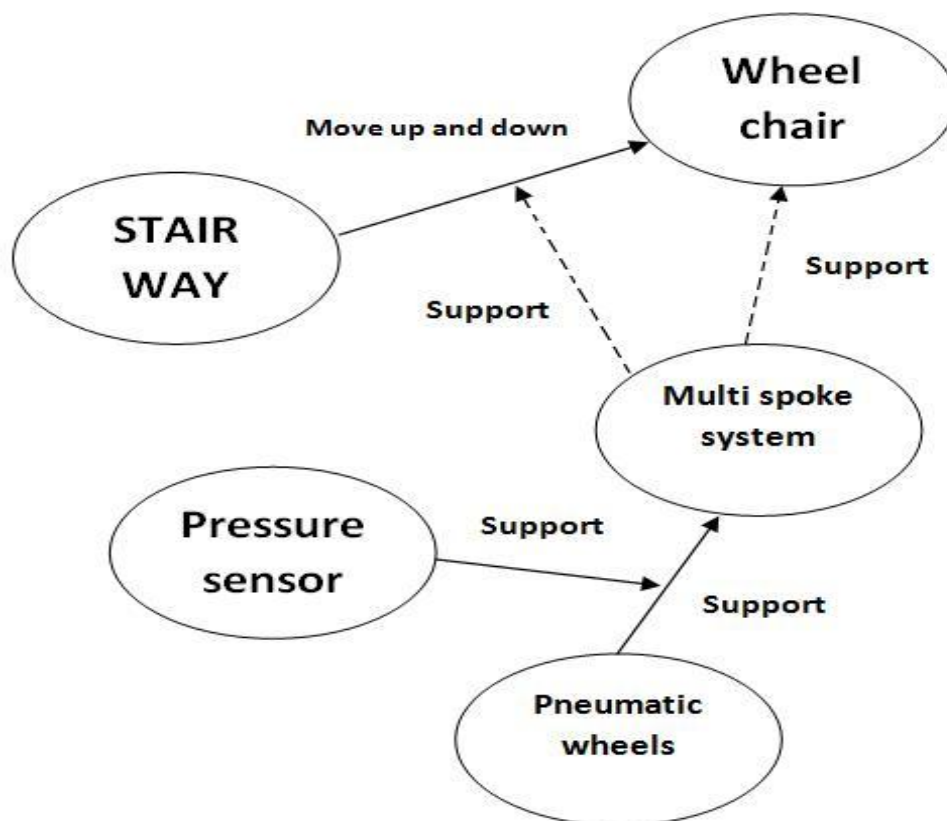 Wheel
chair
Move up and down
STAIR
WAY
Support
Support
Multi spoke
system
Pressure
sensor
Support
Support
Pneumatic
wheels